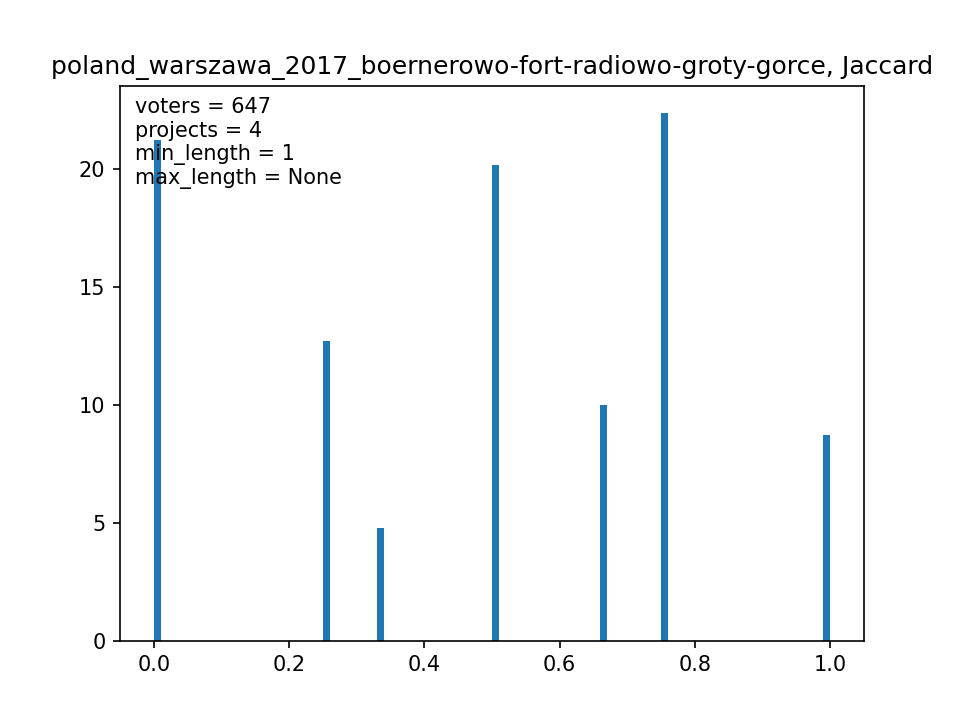 poland_warszawa_2017_boernerowo-fort-radiowo-groty-gorce, Jaccard
voters = 647
projects = 4
min_length = 1
max_length = None
20
15
10
5
0
0.0 0.2 0.4 0.6 0.8 1.0